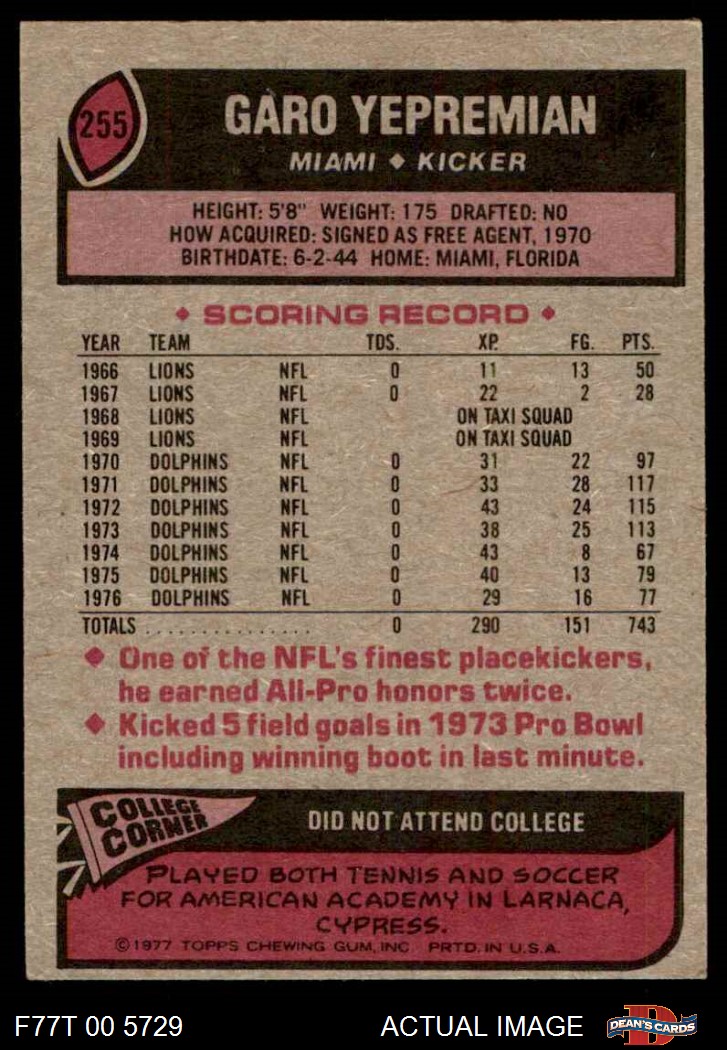 255
GARO YEPREMIAN
MIAMI ◆ KICKER
HEIGHT: 5'8" WEIGHT: 175 DRAFTED: NO
HOW ACQUIRED: SIGNED AS FREE AGENT, 1970
BIRTHDATE: 6-2-44 HOME: MIAMI, FLORIDA
◆ SCORING RECORD ◆
YEAR TEAM TDS. XP. FG. PTS.
1966 LIONS NFL 0 11 13 50
1967 LIONS NFL 0 22 2 28
1968 LIONS NFL ON TAXI SQUAD
1969 LIONS NFL ON TAXI SQUAD
1970 DOLPHINS NFL 0 31 22 97
1971 DOLPHINS NFL 0 33 28 117
1972 DOLPHINS NFL 0 43 24 115
1973 DOLPHINS NFL 0 38 25 113
1974 DOLPHINS NFL 0 43 8 67
1975 DOLPHINS NFL 0 40 13 79
1976 DOLPHINS NFL 0 29 16 77
TOTALS ................ 0 290 151 743
◆ One of the NFL's finest placekickers,
he earned All-Pro honors twice.
◆ Kicked 5 field goals in 1973 Pro Bowl
including winning boot in last minute.
COLLEGE
CORNER
DID NOT ATTEND COLLEGE
PLAYED BOTH TENNIS AND SOCCER
FOR AMERICAN ACADEMY IN LARNACA,
CYPRESS.
©1977 TOPPS CHEWING GUM, INC. PRTD. IN U.S.A.
F77T 00 5729
ACTUAL IMAGE
D
DEAN'S CARDS